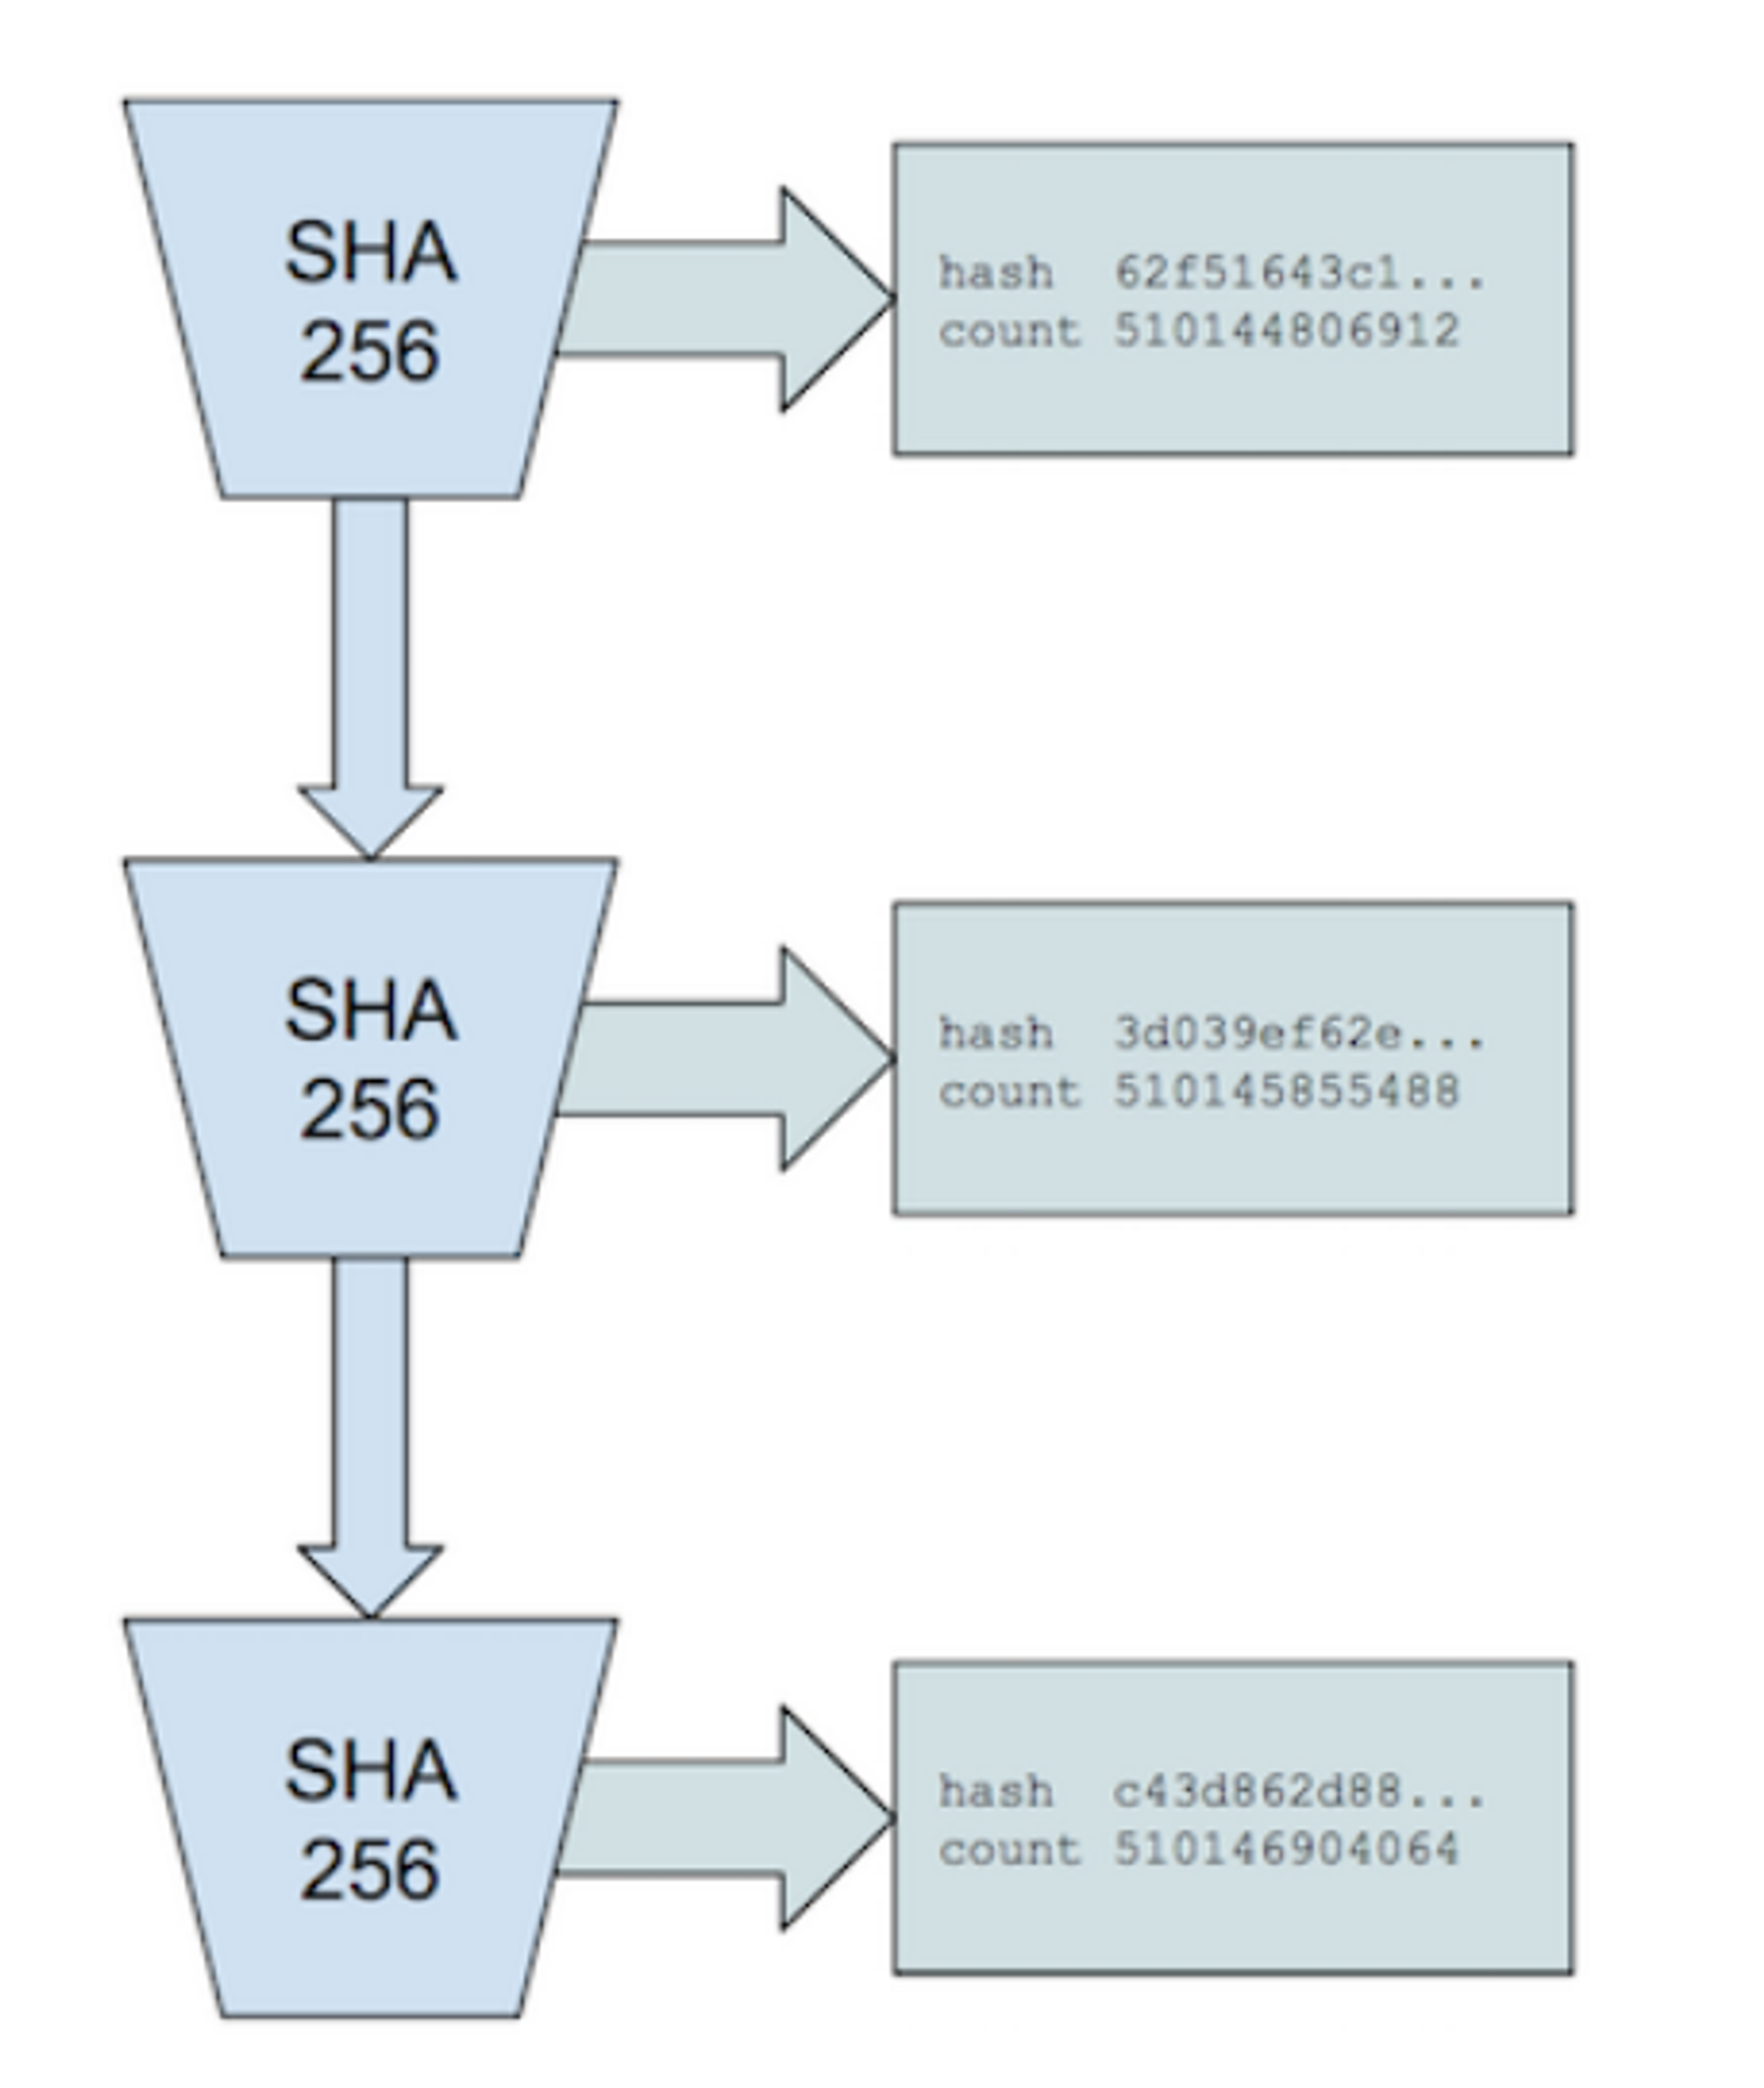 SHA
256
hash  62f51643c1...
count 510144806912
SHA
256
hash  3d039ef62e...
count 510145855488
SHA
256
hash  c43d862d88...
count 510146904064